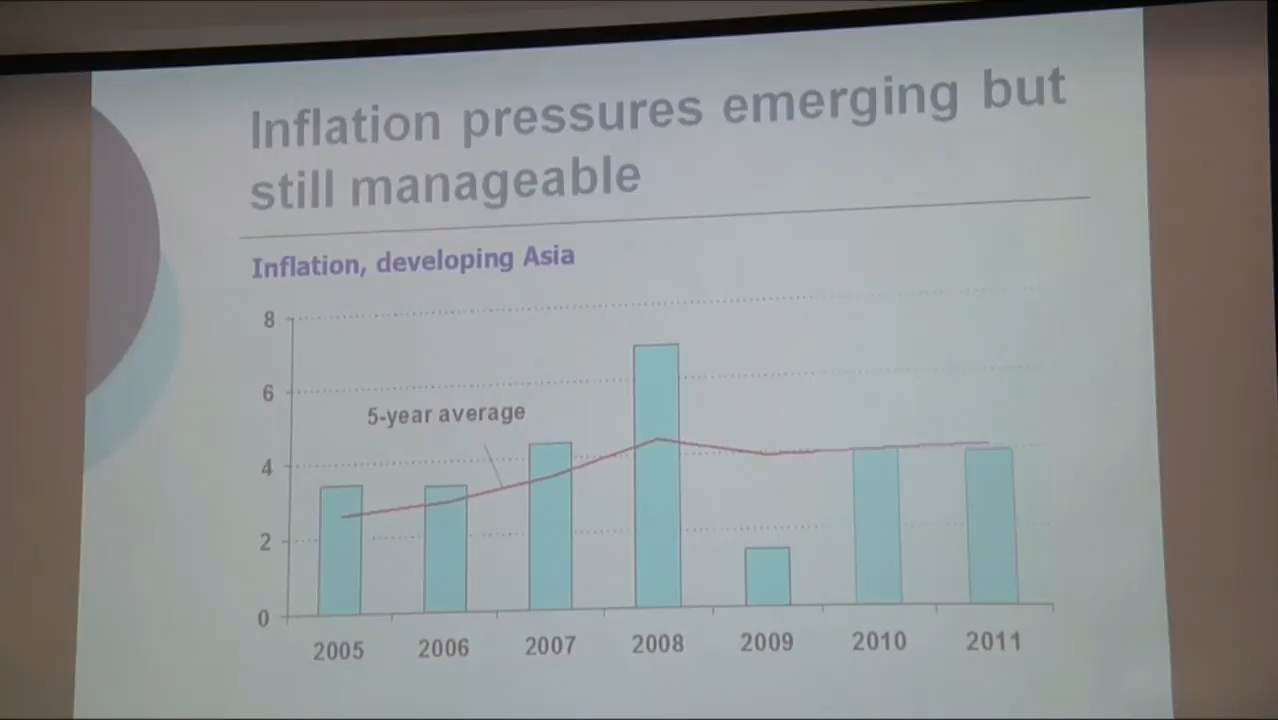 Inflation pressures emerging but
still manageable
Inflation, developing Asia
8
6
5-year average
4
2
0
2005 2006 2007 2008 2009 2010 2011